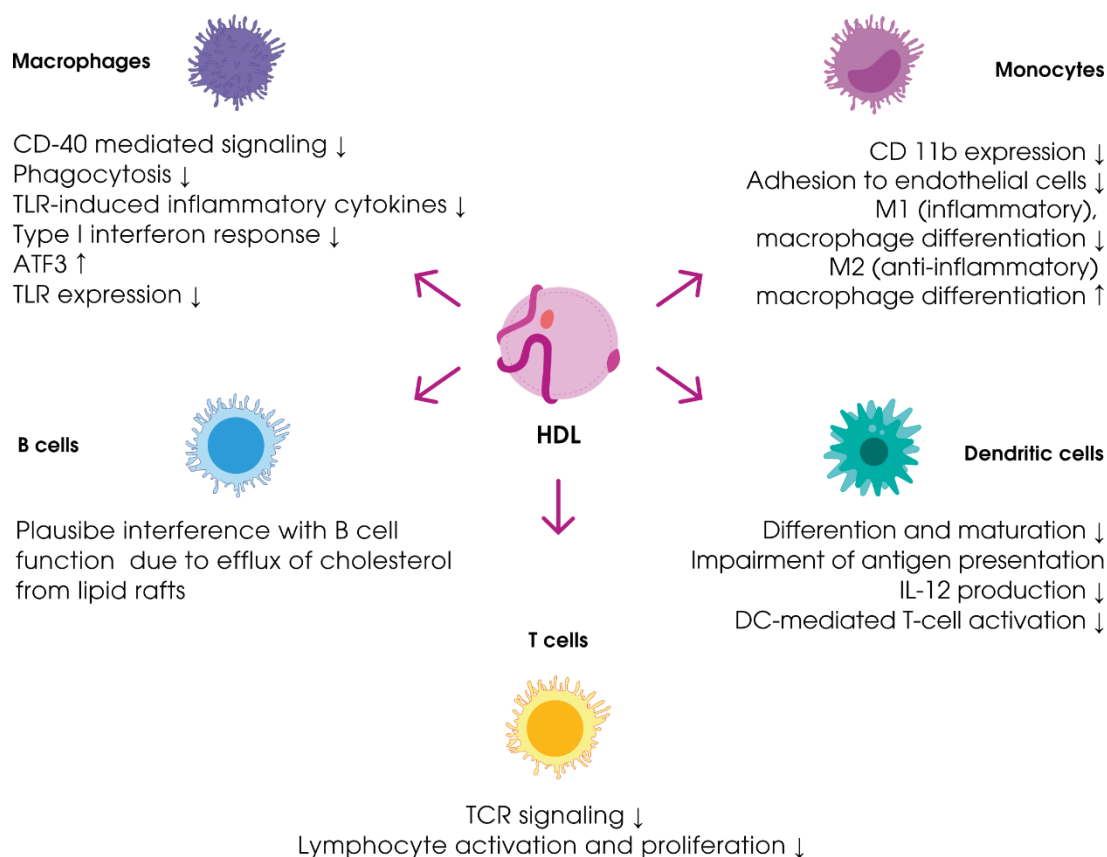 Macrophages
CD-40 mediated signaling ↓
Phagocytosis ↓
TLR-induced inflammatory cytokines ↓
Type I interferon response ↓
ATF3 ↑
TLR expression ↓
Monocytes
CD 11b expression ↓
Adhesion to endothelial cells ↓
M1 (inflammatory),
macrophage differentiation ↓
M2 (anti-inflammatory)
macrophage differentiation ↑
HDL
B cells
Plausibe interference with B cell
function due to efflux of cholesterol
from lipid rafts
Dendritic cells
Differention and maturation ↓
Impairment of antigen presentation
IL-12 production ↓
DC-mediated T-cell activation ↓
T cells
TCR signaling ↓
Lymphocyte activation and proliferation ↓